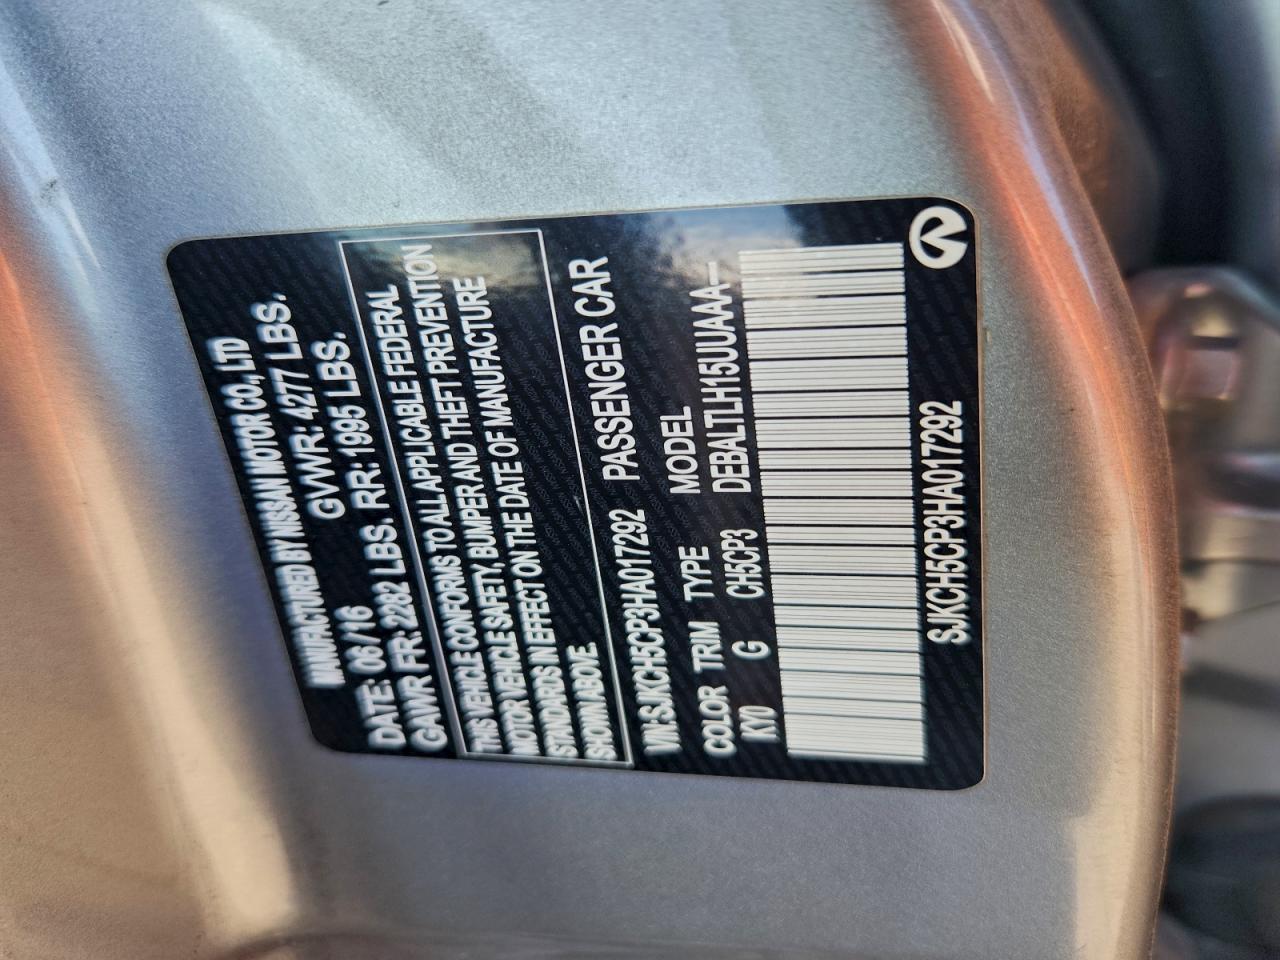 MANUFACTURED BY NISSAN MOTOR CO., LTD
DATE: 06 /16 GVWR: 4277 LBS.
GAWR FR: 2282 LBS. RR: 1995 LBS.
THIS VEHICLE CONFORMS TO ALL APPLICABLE FEDERAL
MOTOR VEHICLE SAFETY, BUMPER AND THEFT PREVENTION
STANDARDS IN EFFECT ON THE DATE OF MANUFACTURE
SHOWN ABOVE.
VIN:SJKCH5CP3HA017292 PASSENGER CAR
COLOR TRIM TYPE MODEL
KY0 G CH5CP3 DEBALTLH15UUAAA—
SJKCH5CP3HA017292